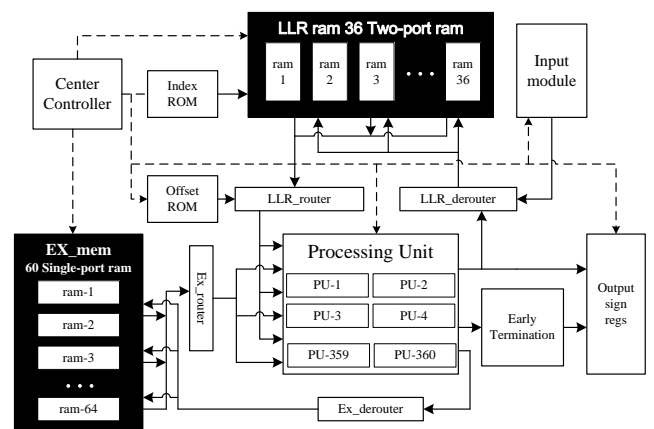 LLR ram 36 Two-port ram
ram
1
ram
2
ram
3
• • •
ram
36
Input
module
Center
Controller
Index
ROM
Offset
ROM
LLR_router
LLR_derouter
EX_mem
60 Single-port ram
ram-1
ram-2
ram-3
• • •
ram-64
Ex_router
Processing Unit
PU-1
PU-2
PU-3
PU-4
PU-359
PU-360
Early
Termination
Output
sign
regs
Ex_derouter